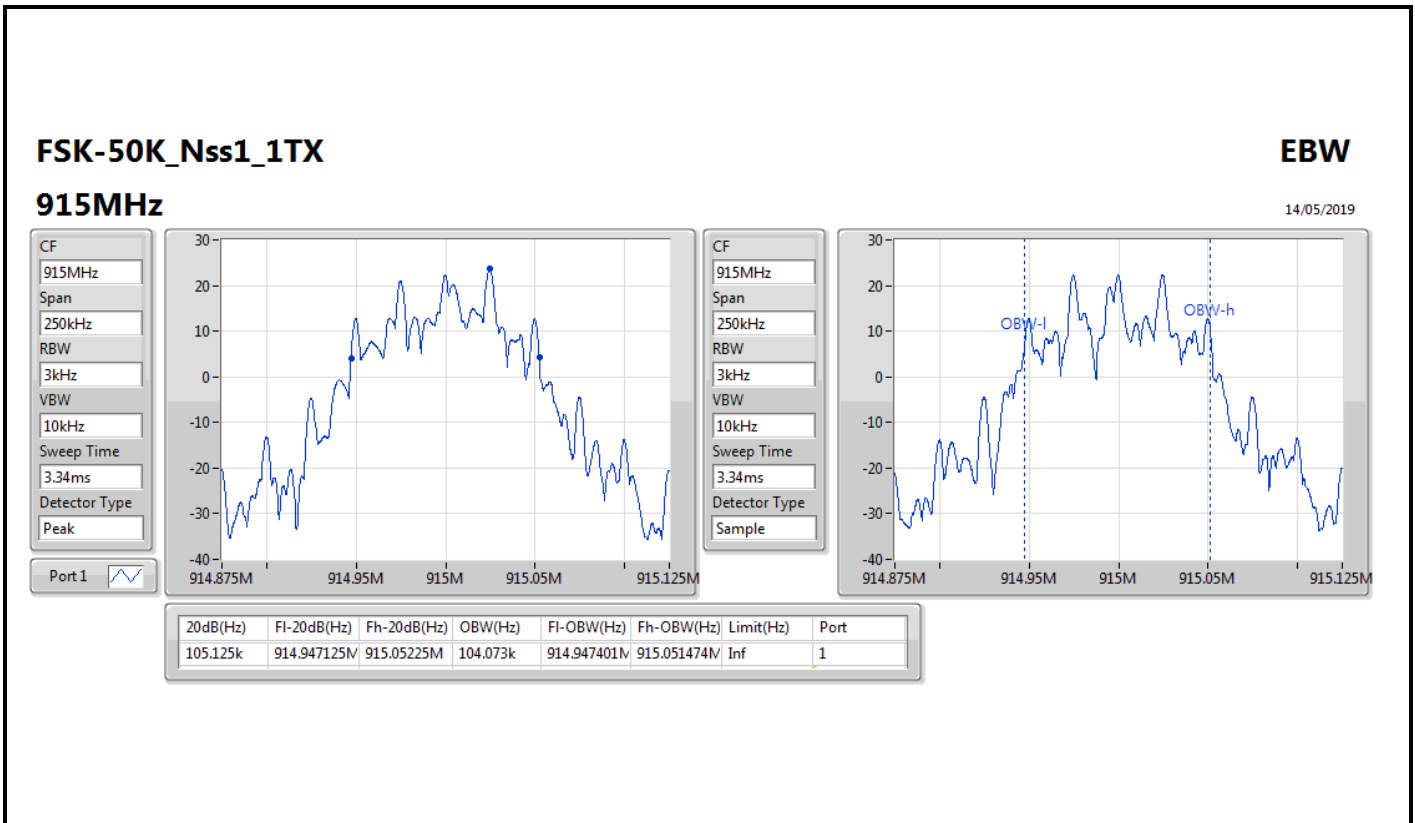 FSK-50K_Nss1_1TX
EBW
915MHz
14/05/2019
CF
915MHz
Span
250kHz
RBW
3kHz
VBW
10kHz
Sweep Time
3.34ms
Detector Type
Peak
Port 1
30
20
10
0
-10
-20
-30
-40
914.875M 914.95M 915M 915.05M 915.125M
CF
915MHz
Span
250kHz
RBW
3kHz
VBW
10kHz
Sweep Time
3.34ms
Detector Type
Sample
30
20
10
0
-10
-20
-30
-40
OBW-l
OBW-h
914.875M 914.95M 915M 915.05M 915.125M
20dB(Hz) Fl-20dB(Hz) Fh-20dB(Hz) OBW(Hz) Fl-OBW(Hz) Fh-OBW(Hz) Limit(Hz) Port
105.125k 914.947125M 915.05225M 104.073k 914.947401M 915.051474M Inf 1